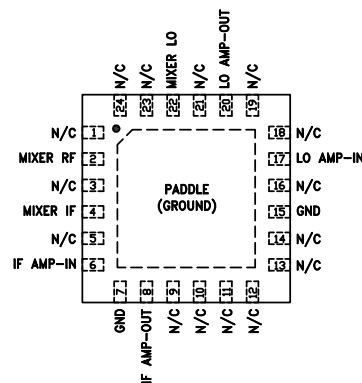 N/C
N/C
MIXER LO
N/C
LO AMP-OUT
N/C
24
23
22
21
20
19
N/C 1
MIXER RF 2
N/C 3
MIXER IF 4
N/C 5
IF AMP-IN 6
PADDLE
(GROUND)
18 N/C
17 LO AMP-IN
16 N/C
15 GND
14 N/C
13 N/C
7
8
9
10
11
12
GND
IF AMP-OUT
N/C
N/C
N/C
N/C